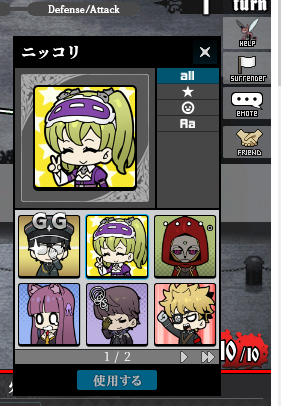 Defense/Attack
turn
ニッコリ
all
Aa
HELP
SURRENDER
EMOTE
FRIEND
GG
1 / 2
10/10
使用する